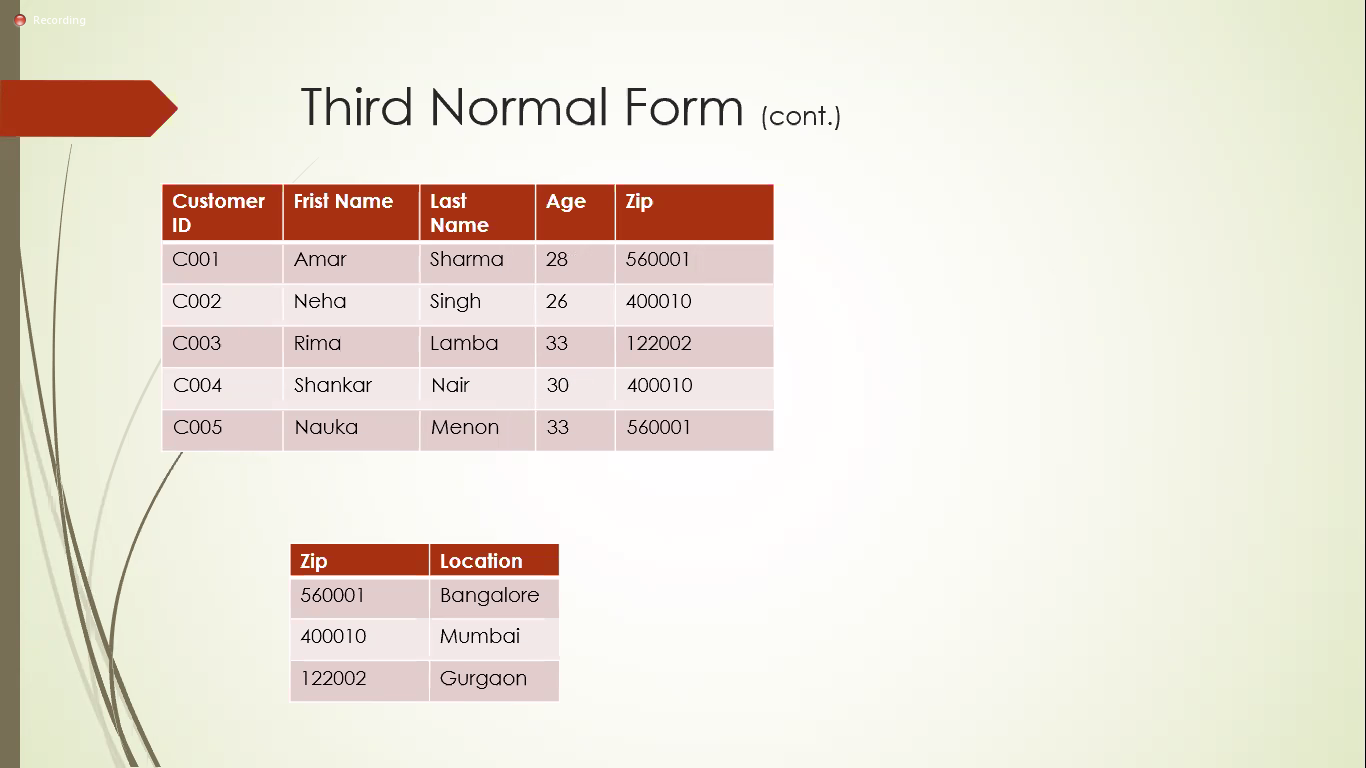 Recording
Third Normal Form (cont.)
Customer ID Frist Name Last Name Age Zip
C001 Amar Sharma 28 560001
C002 Neha Singh 26 400010
C003 Rima Lamba 33 122002
C004 Shankar Nair 30 400010
C005 Nauka Menon 33 560001
Zip Location
560001 Bangalore
400010 Mumbai
122002 Gurgaon